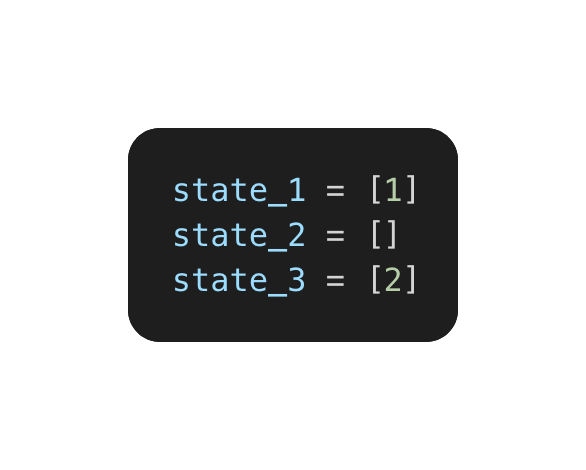 state_1 = [1]
state_2 = []
state_3 = [2]